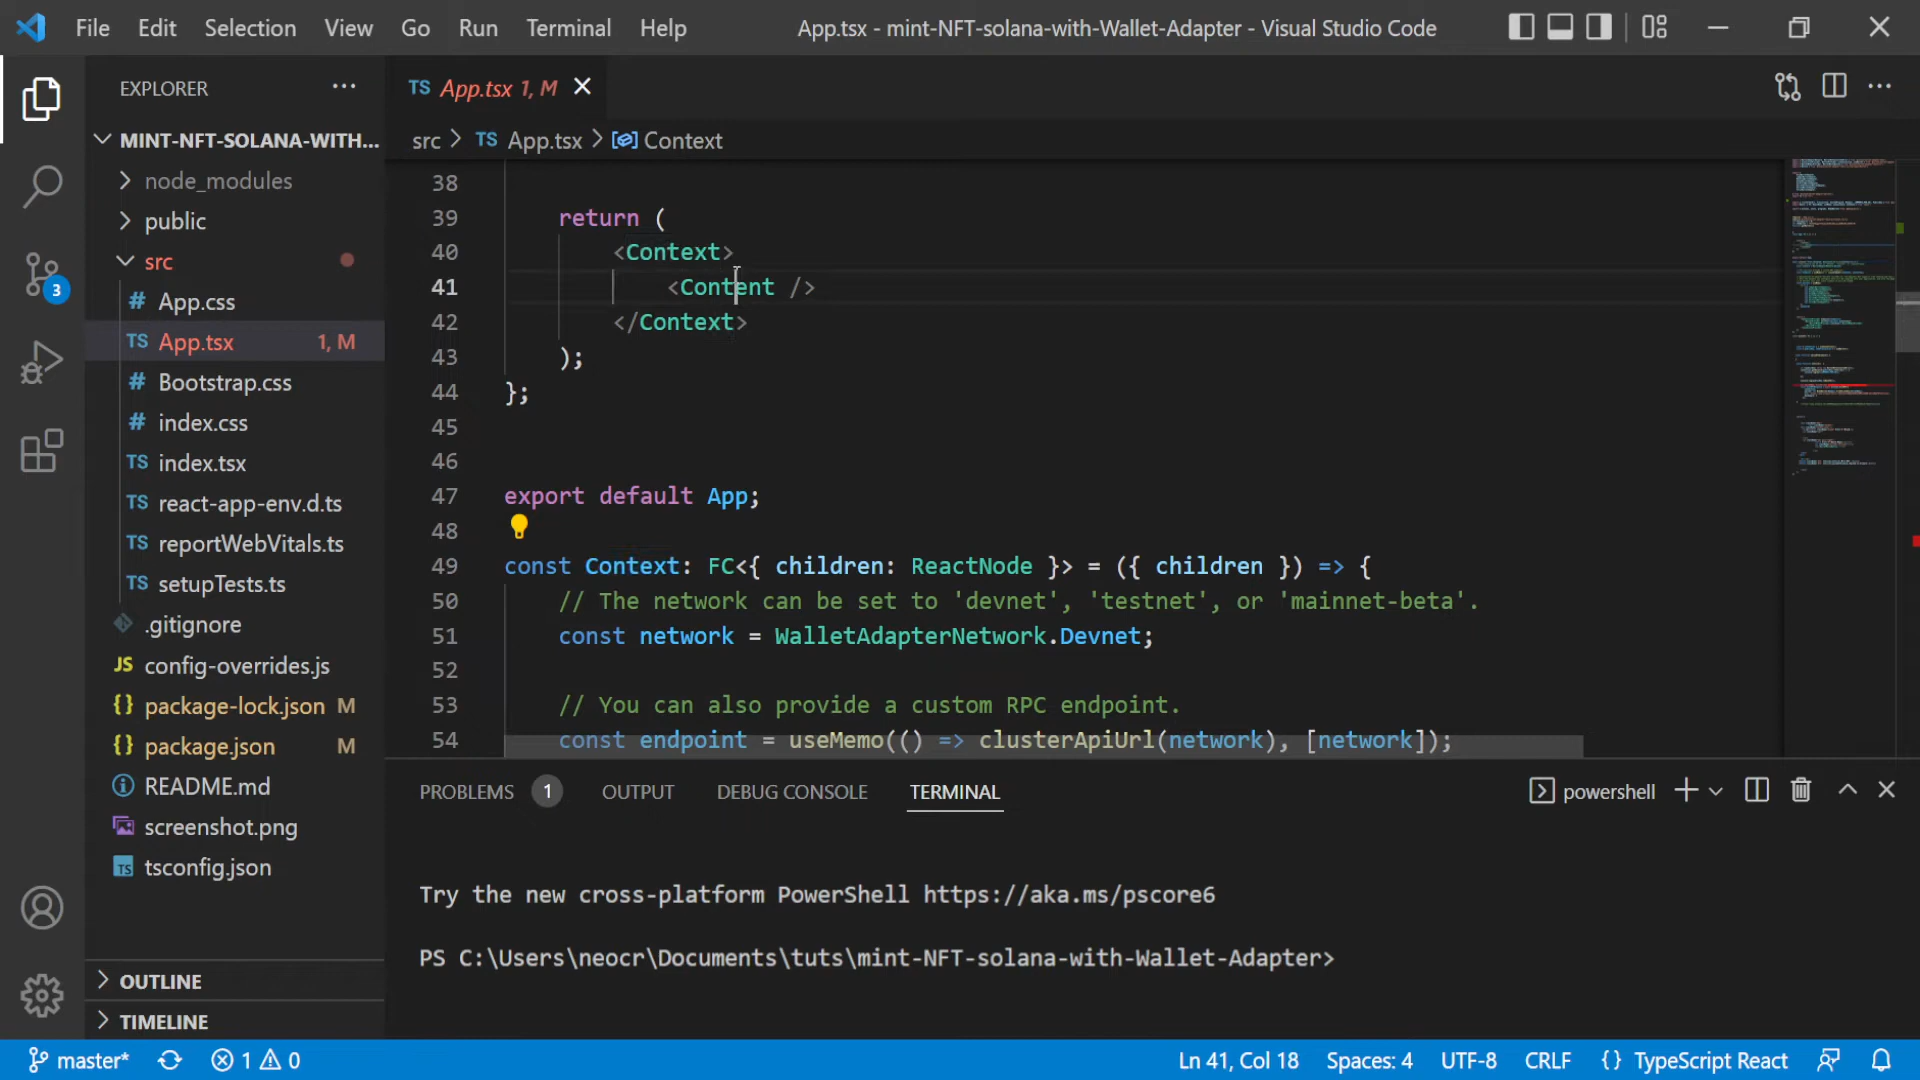 File Edit Selection View Go Run Terminal Help
App.tsx - mint-NFT-solana-with-Wallet-Adapter - Visual Studio Code
EXPLORER ...
MINT-NFT-SOLANA-WITH...
node_modules
public
src
# App.css
TS App.tsx 1, M
# Bootstrap.css
# index.css
TS index.tsx
TS react-app-env.d.ts
TS reportWebVitals.ts
TS setupTests.ts
.gitignore
JS config-overrides.js
{} package-lock.json M
{} package.json M
README.md
screenshot.png
TS tsconfig.json
OUTLINE
TIMELINE
3
TS App.tsx 1, M
src > TS App.tsx > Context
38
39 return (
40 <Context>
41 <Content />
42 </Context>
43 );
44 };
45
46
47 export default App;
48
49 const Context: FC<{ children: ReactNode }> = ({ children }) => {
50 // The network can be set to 'devnet', 'testnet', or 'mainnet-beta'.
51 const network = WalletAdapterNetwork.Devnet;
52
53 // You can also provide a custom RPC endpoint.
54 const endpoint = useMemo(() => clusterApiUrl(network), [network]);
PROBLEMS 1 OUTPUT DEBUG CONSOLE TERMINAL
powershell
Try the new cross-platform PowerShell https://aka.ms/pscore6
PS C:\Users\neocr\Documents\tuts\mint-NFT-solana-with-Wallet-Adapter>
master* 1 0
Ln 41, Col 18 Spaces: 4 UTF-8 CRLF {} TypeScript React